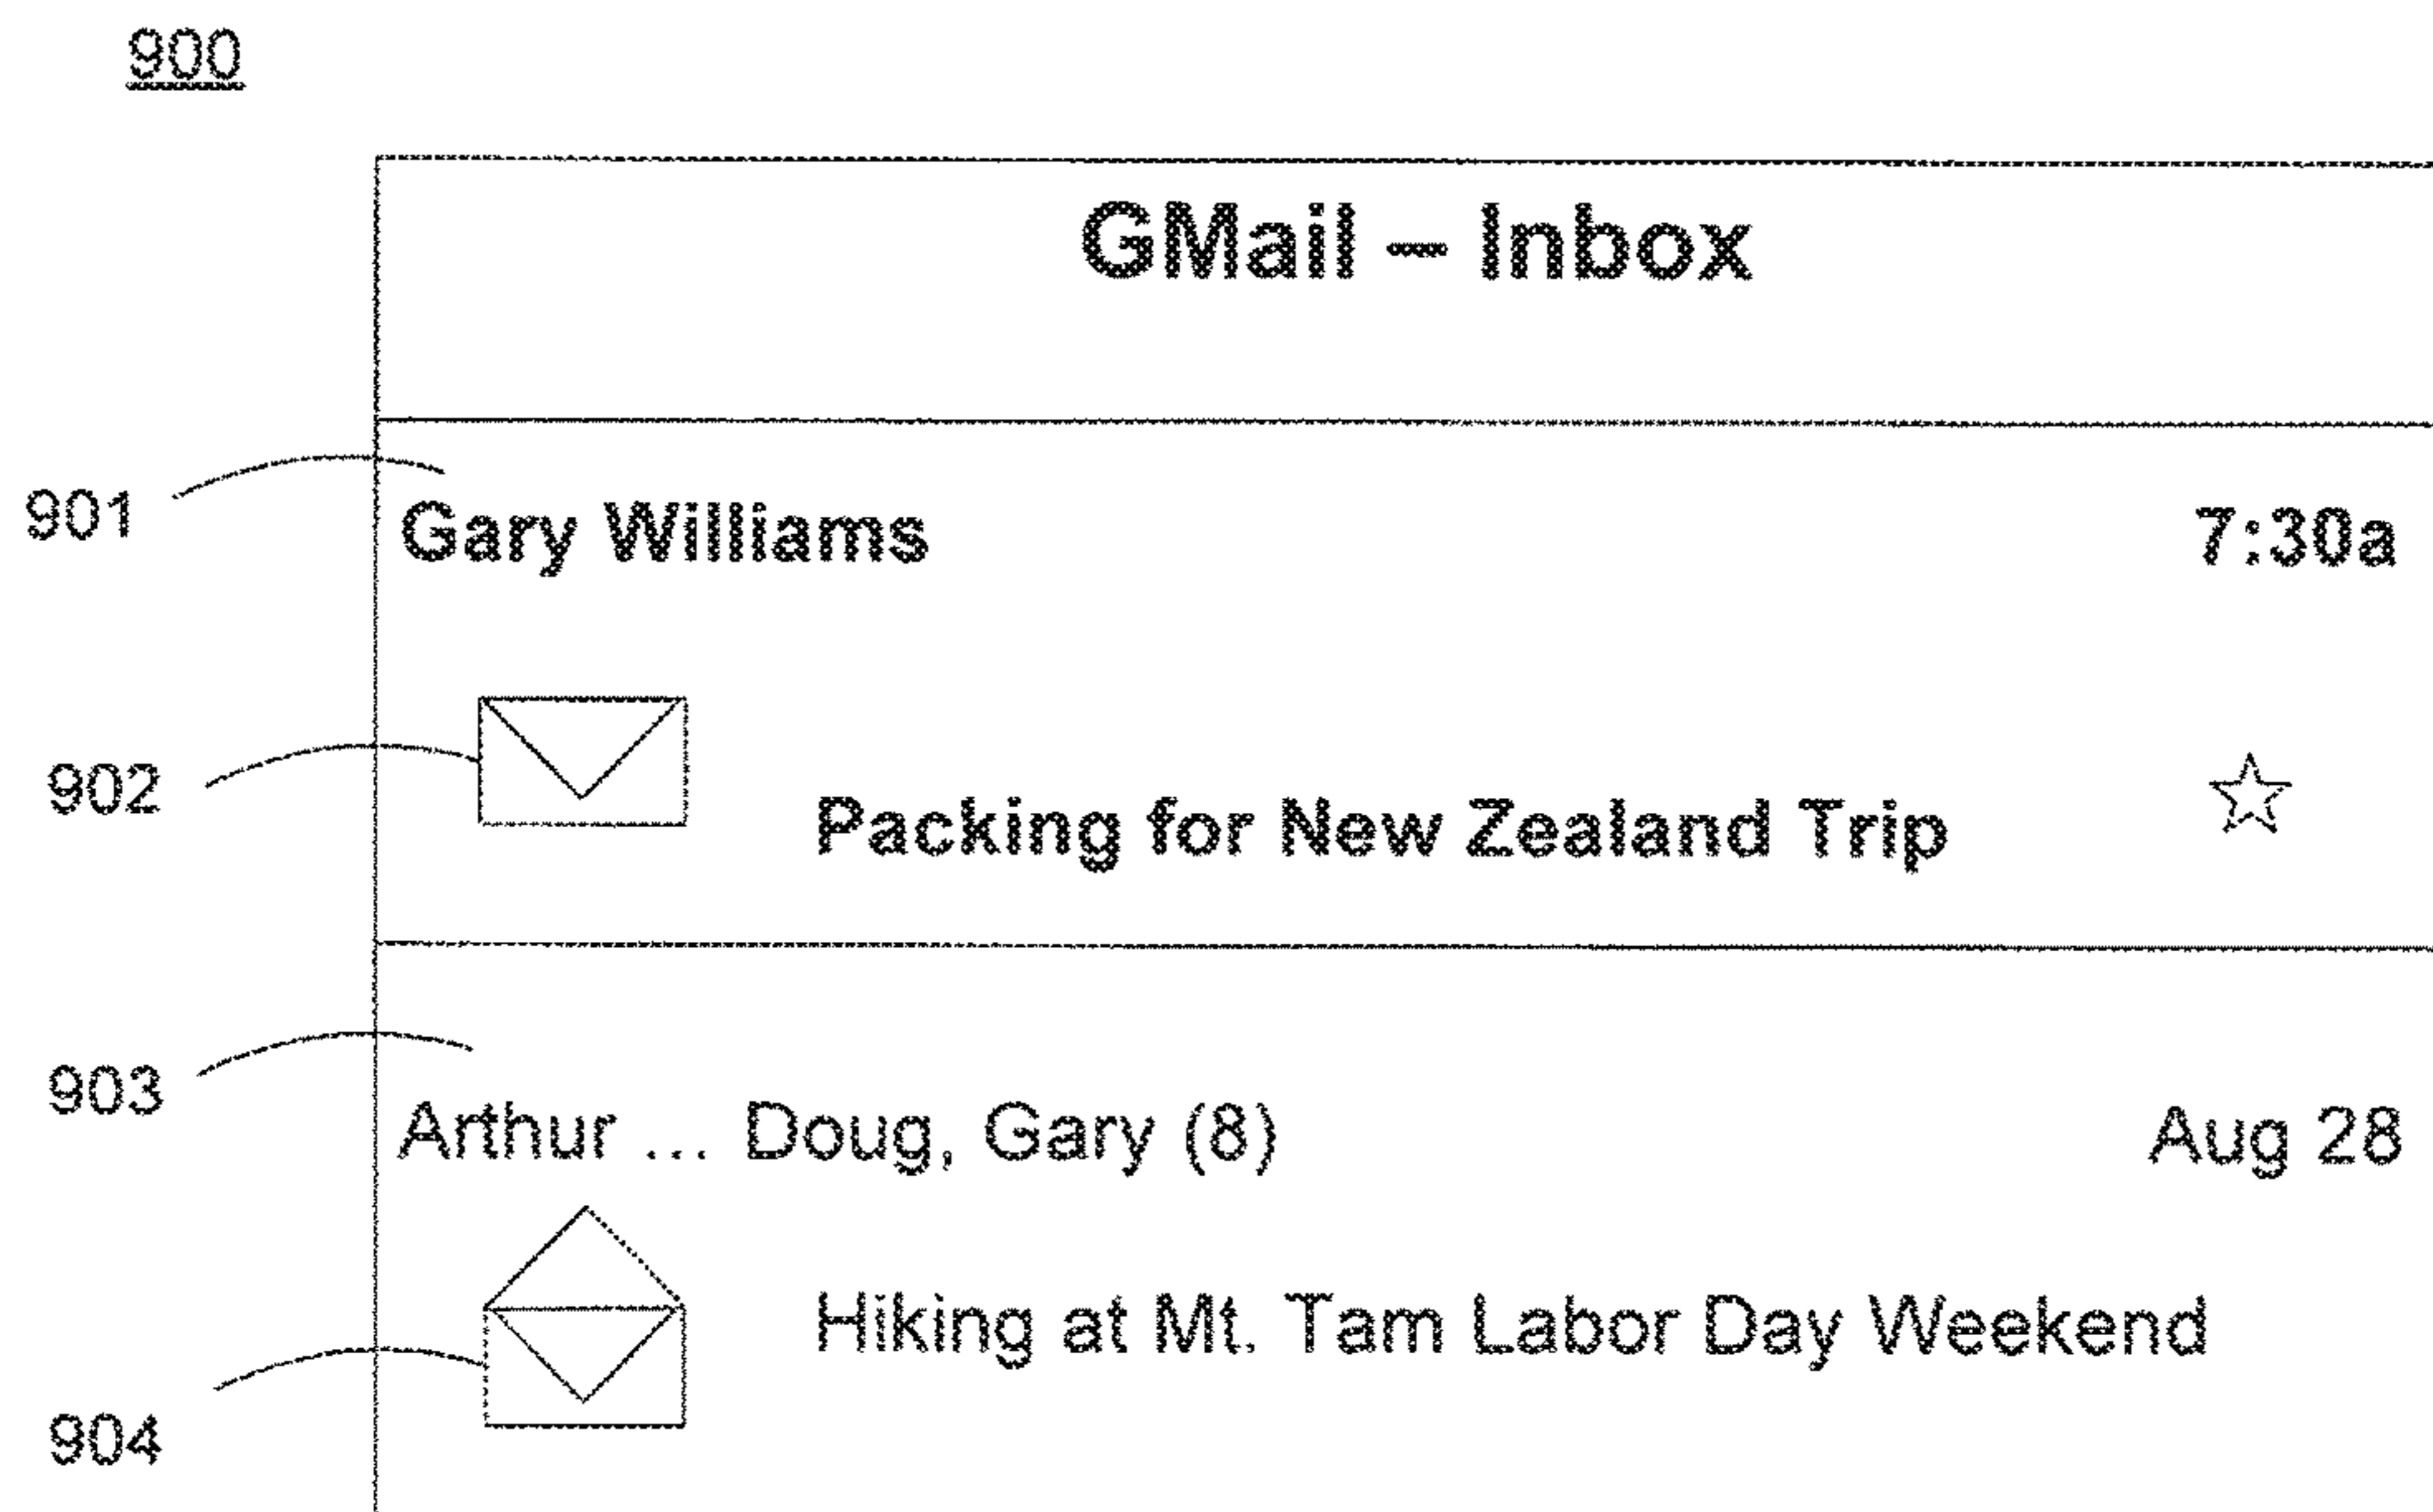 900
GMail – Inbox
901
Gary Williams 7:30a
902
Packing for New Zealand Trip
903
Arthur ... Doug, Gary (8) Aug 28
Hiking at Mt. Tam Labor Day Weekend
904